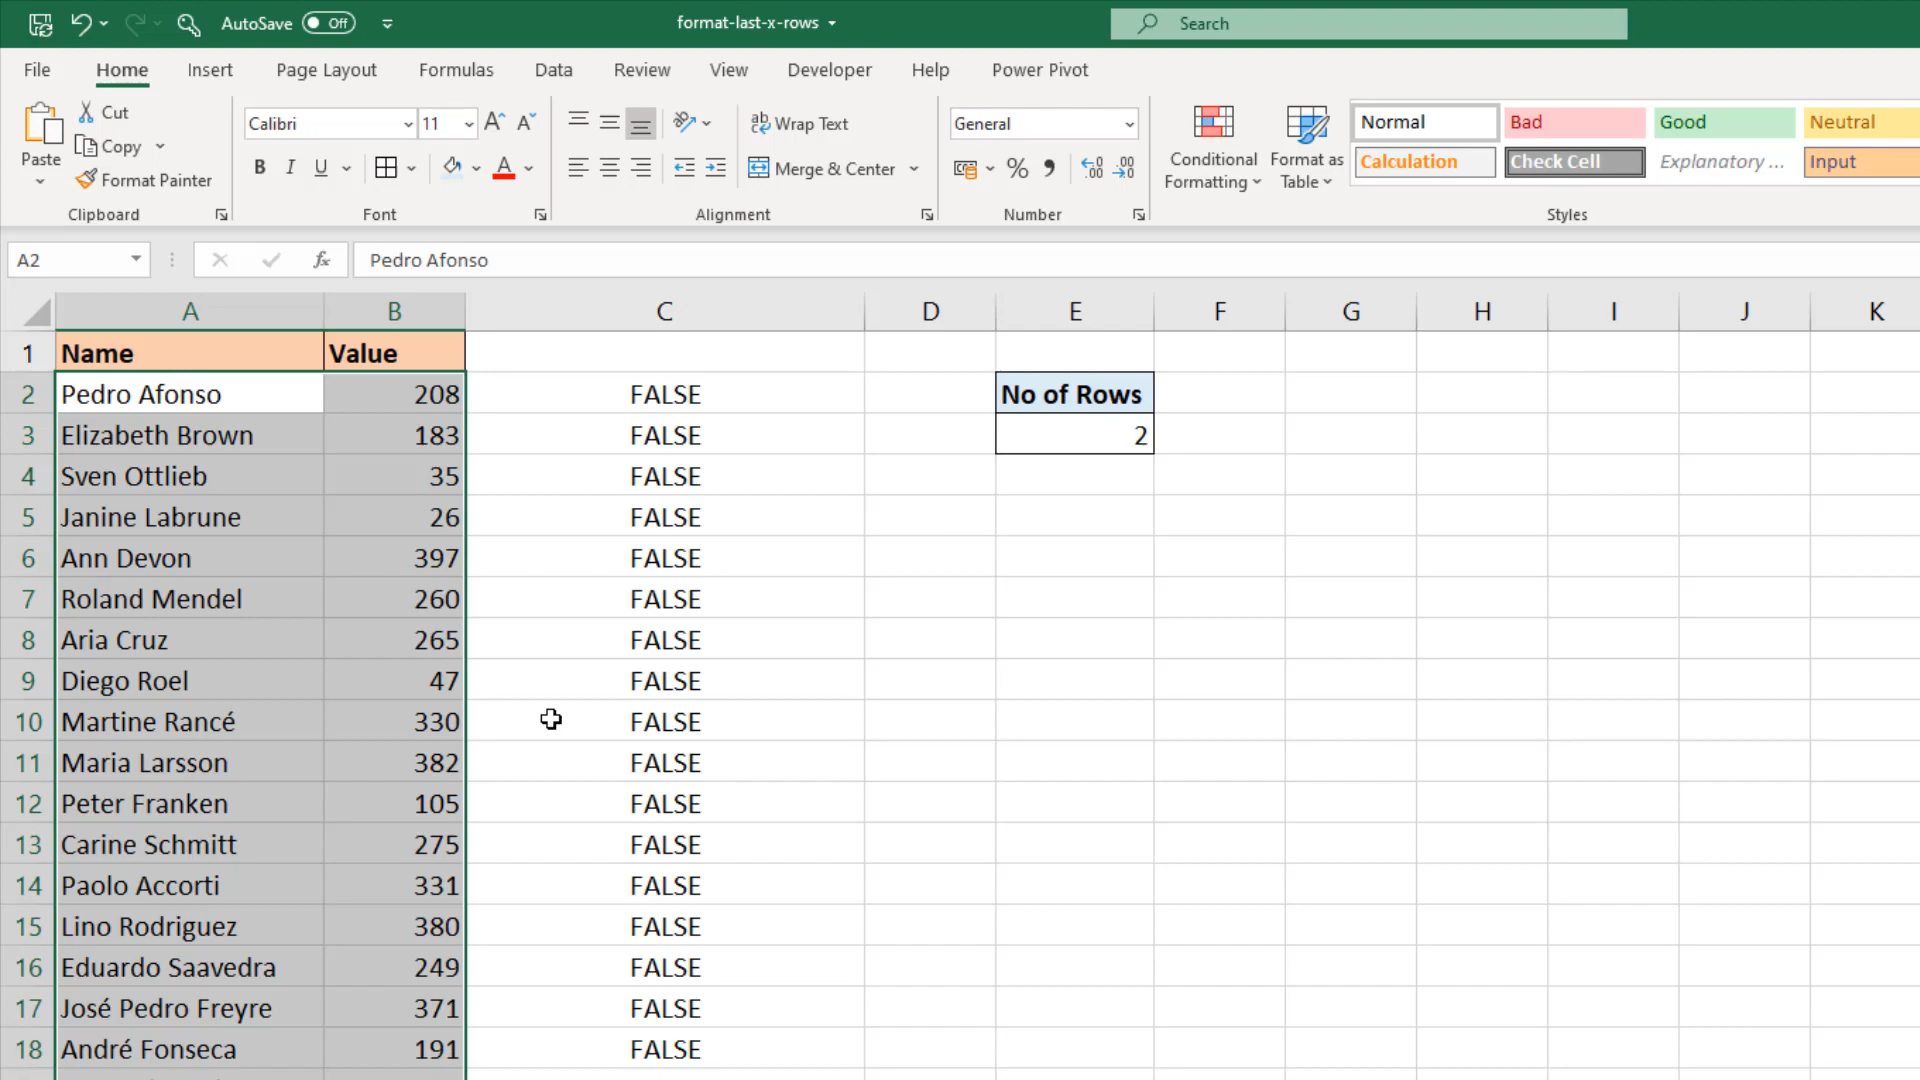 AutoSave Off format-last-x-rows Search
File Home Insert Page Layout Formulas Data Review View Developer Help Power Pivot
Paste Cut Copy Format Painter Clipboard
Calibri 11 B I U A Font
ab Wrap Text Merge & Center Alignment
General % Number
Conditional Formatting Format as Table
Normal Bad Good Neutral
Calculation Check Cell Explanatory ... Input
Styles
A2 fx Pedro Afonso
A B C D E F G H I J K
1 Name Value
2 Pedro Afonso 208 FALSE No of Rows
3 Elizabeth Brown 183 FALSE 2
4 Sven Ottlieb 35 FALSE
5 Janine Labrune 26 FALSE
6 Ann Devon 397 FALSE
7 Roland Mendel 260 FALSE
8 Aria Cruz 265 FALSE
9 Diego Roel 47 FALSE
10 Martine Rancé 330 FALSE
11 Maria Larsson 382 FALSE
12 Peter Franken 105 FALSE
13 Carine Schmitt 275 FALSE
14 Paolo Accorti 331 FALSE
15 Lino Rodriguez 380 FALSE
16 Eduardo Saavedra 249 FALSE
17 José Pedro Freyre 371 FALSE
18 André Fonseca 191 FALSE